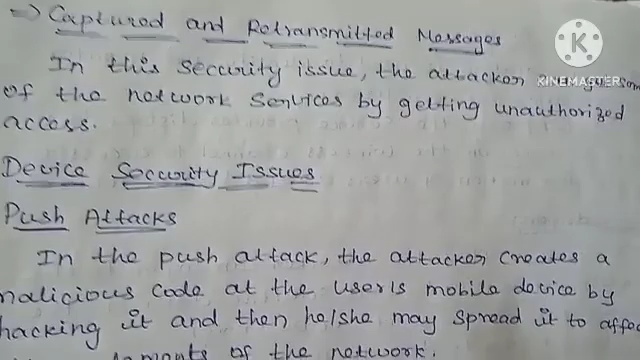 → Captured and Retransmitted Messages
In this security issue, the attacker
of the network services by getting unauthorized
access.
Device Security Issues
Push Attacks
In the push attack, the attacker creates a
malicious code at the user's mobile device by
hacking it and then he/she may spread it to
of the network.
K
KINEMASTER